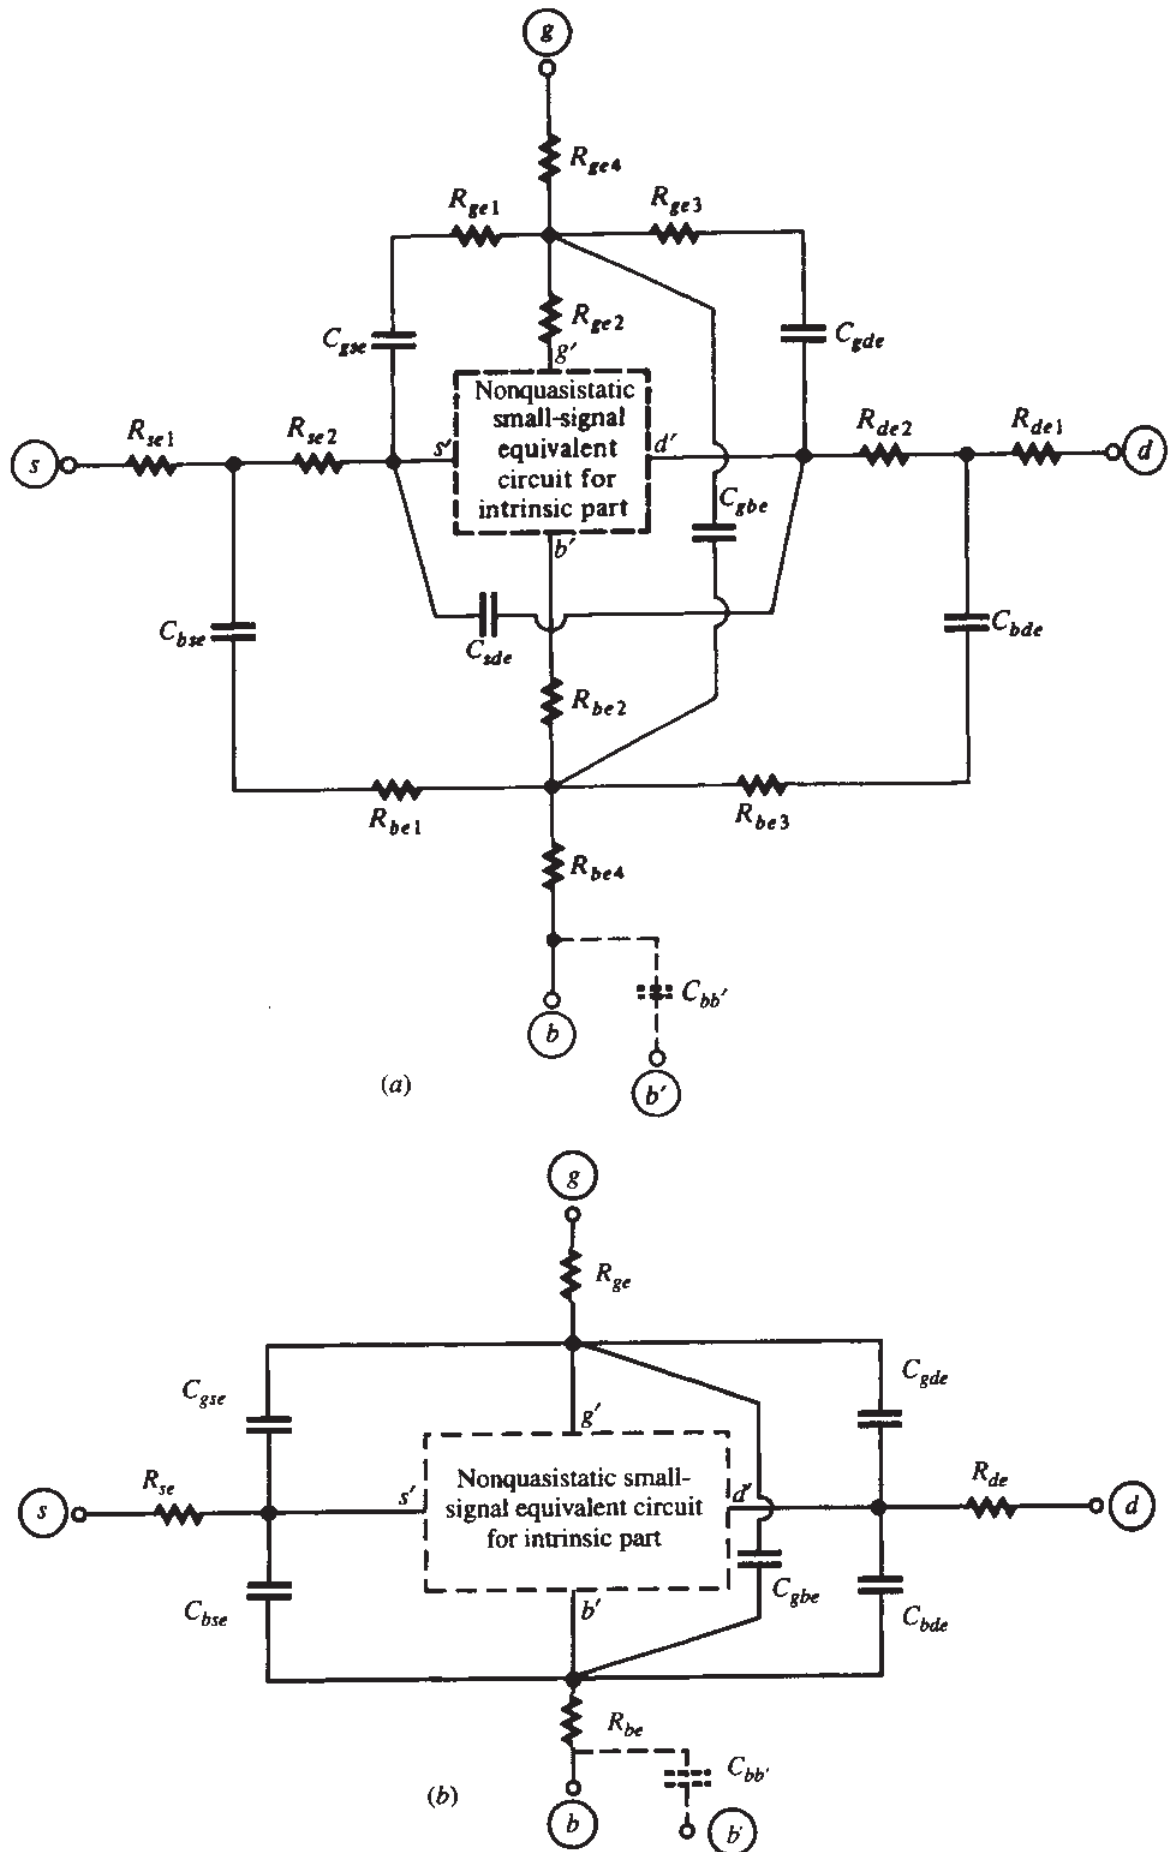 g
R_ge4
R_ge1
R_ge3
R_ge2
C_gse
C_gde
g′
Nonquasistatic
small-signal
equivalent
circuit for
intrinsic part
s′
d′
b′
s
R_se1
R_se2
R_de2
R_de1
d
C_gbe
C_bse
C_sde
C_bde
R_be2
R_be1
R_be3
R_be4
C_bb′
b
b′
(a)
g
R_ge
C_gse
C_gde
g′
s
R_se
s′
Nonquasistatic small-
signal equivalent circuit
for intrinsic part
d′
R_de
d
C_bse
b′
C_gbe
C_bde
R_be
C_bb′
(b)
b
b′